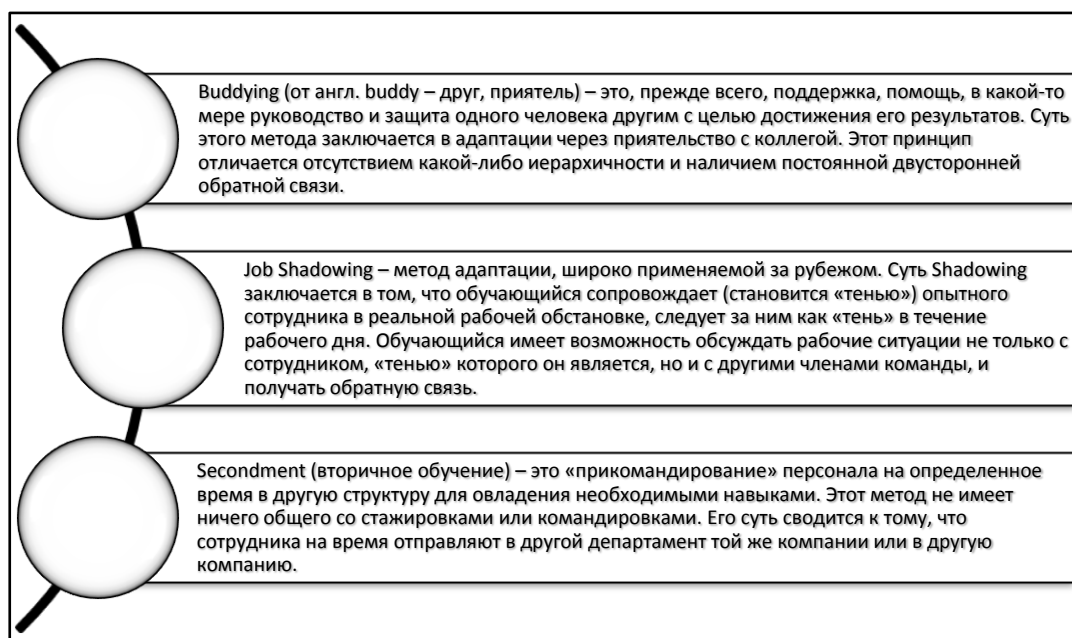 Buddying (от англ. buddy – друг, приятель) – это, прежде всего, поддержка, помощь, в какой-то
мере руководство и защита одного человека другим с целью достижения его результатов. Суть
этого метода заключается в адаптации через приятельство с коллегой. Этот принцип
отличается отсутствием какой-либо иерархичности и наличием постоянной двусторонней
обратной связи.
Job Shadowing – метод адаптации, широко применяемой за рубежом. Суть Shadowing
заключается в том, что обучающийся сопровождает (становится «тенью») опытного
сотрудника в реальной рабочей обстановке, следует за ним как «тень» в течение
рабочего дня. Обучающийся имеет возможность обсуждать рабочие ситуации не только с
сотрудником, «тенью» которого он является, но и с другими членами команды, и
получать обратную связь.
Secondment (вторичное обучение) – это «прикомандирование» персонала на определенное
время в другую структуру для овладения необходимыми навыками. Этот метод не имеет
ничего общего со стажировками или командировками. Его суть сводится к тому, что
сотрудника на время отправляют в другой департамент той же компании или в другую
компанию.